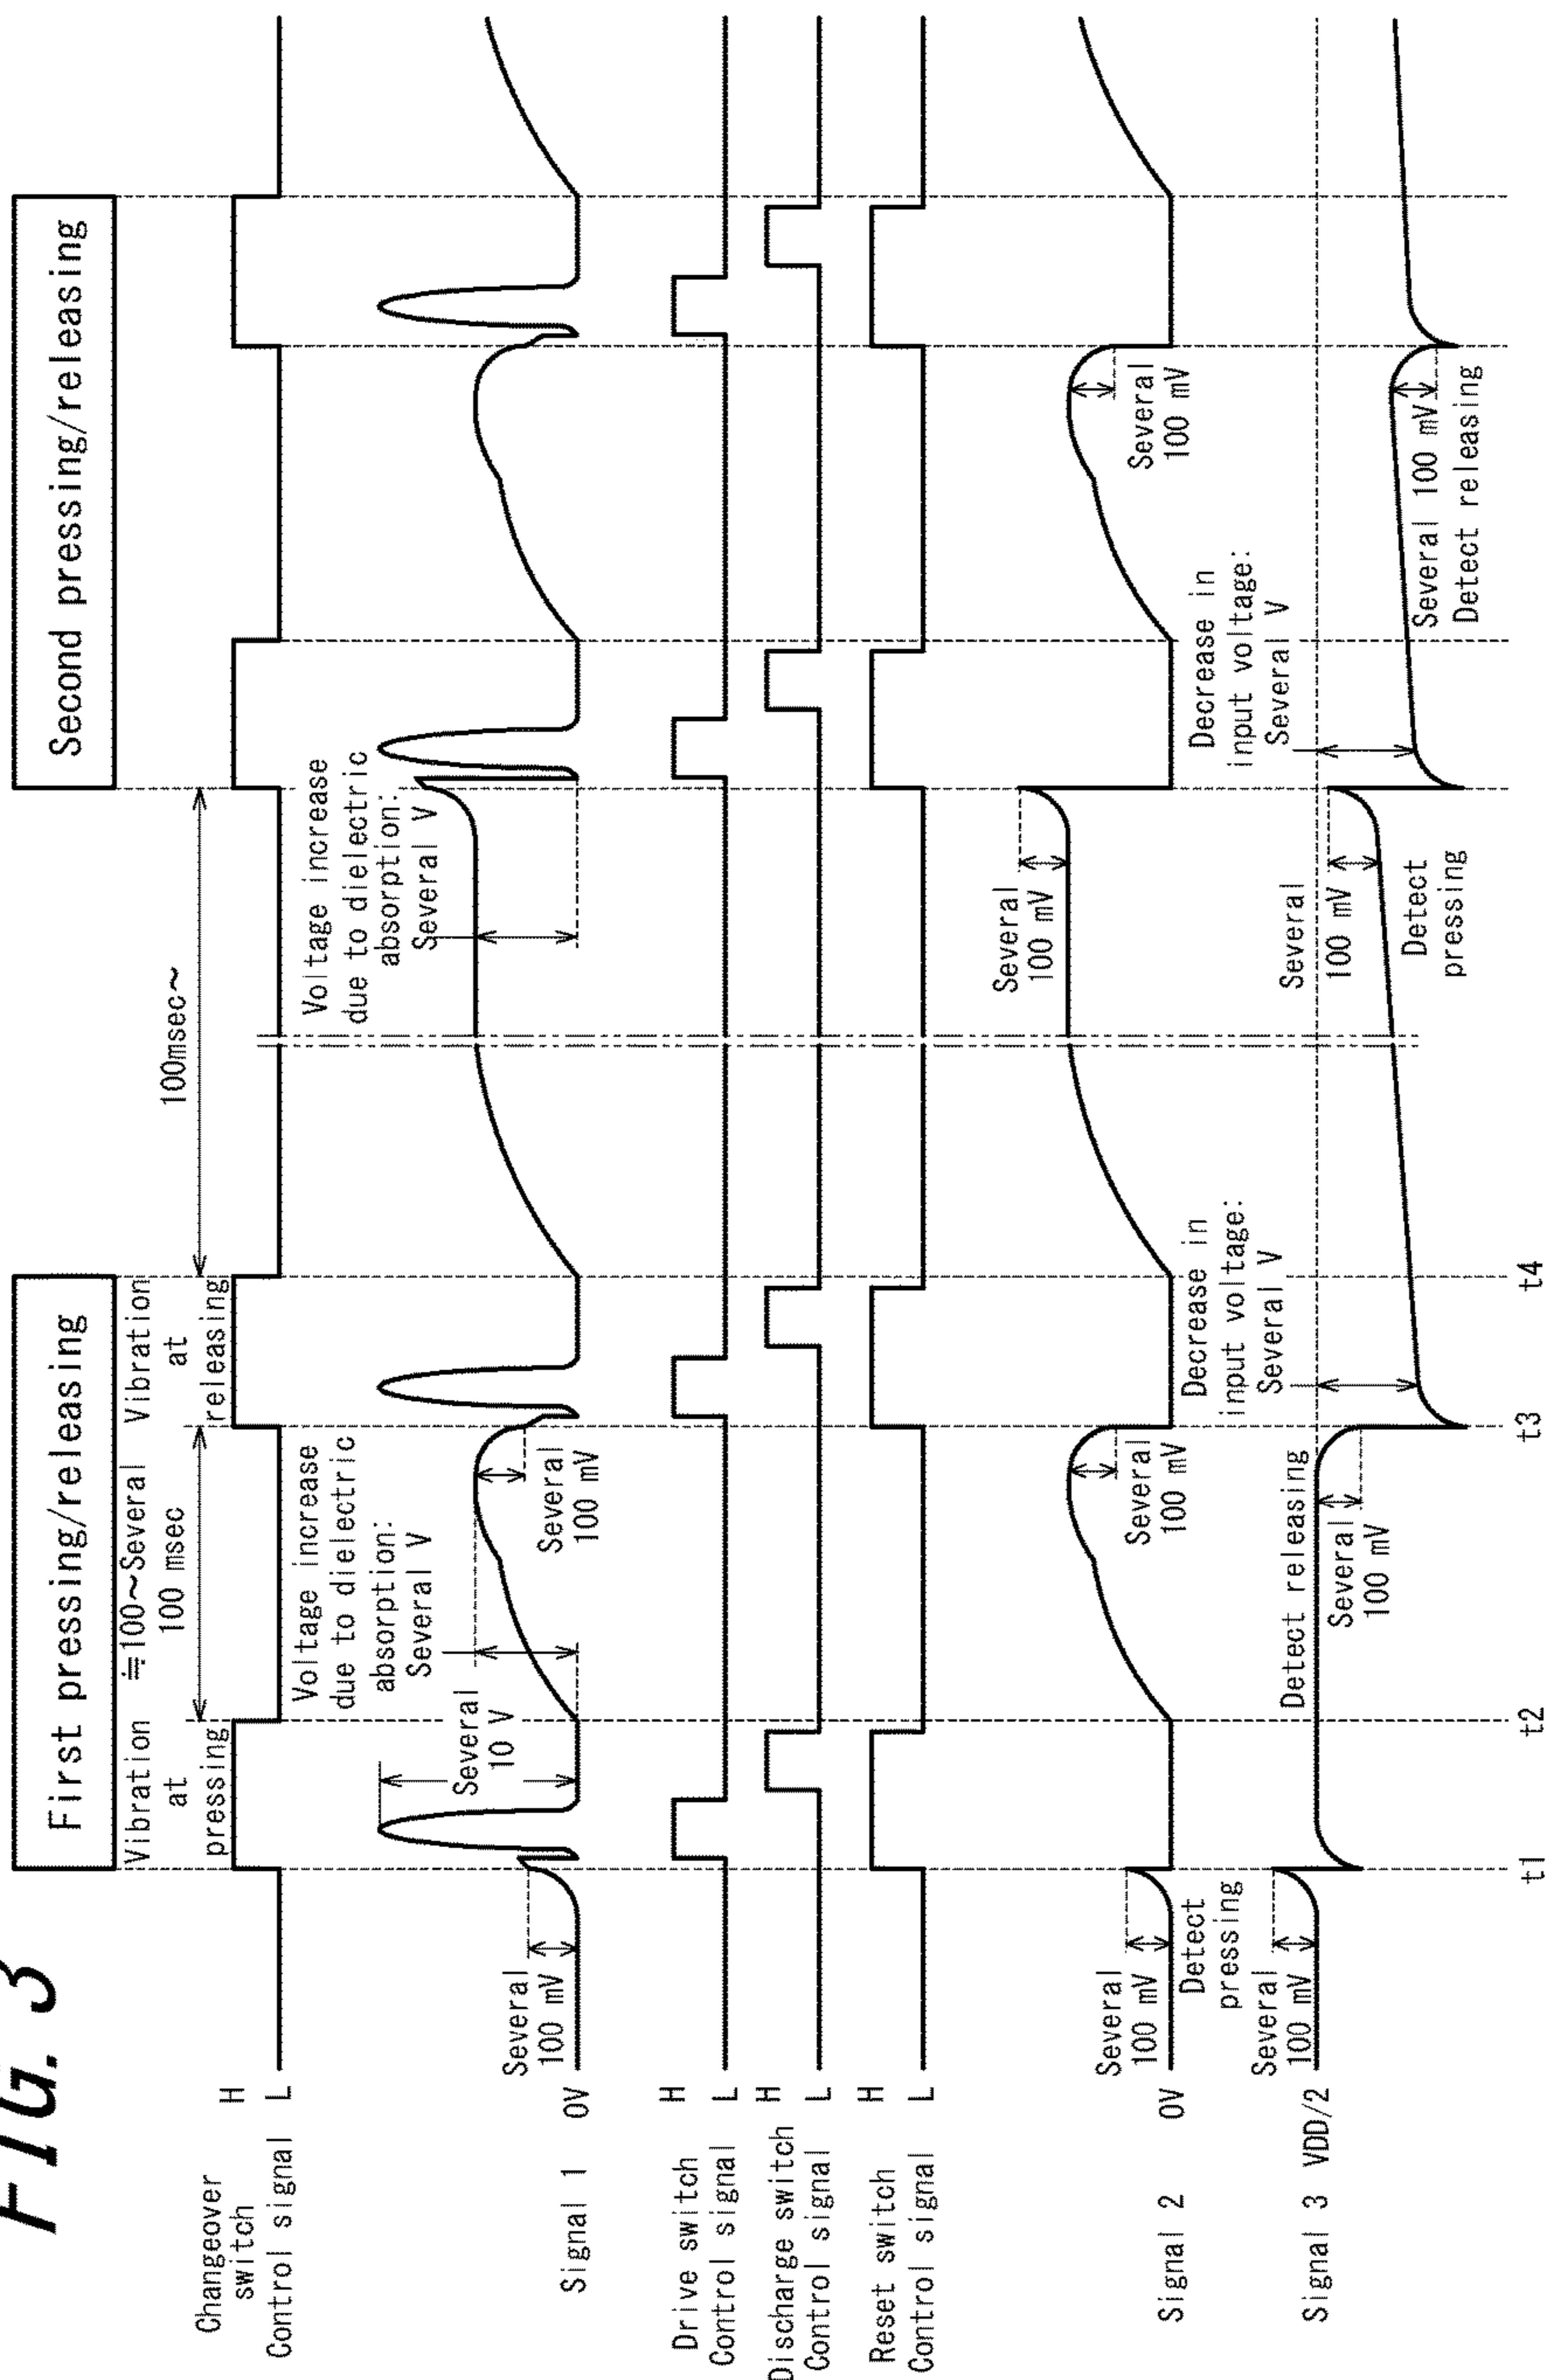 FIG. 3
First pressing/releasing
Second pressing/releasing
Vibration
at
pressing
≒100~Several
100 msec
Vibration
at
releasing
100msec~
Changeover
switch
Control signal
H
L
Voltage increase
due to dielectric
absorption:
Several V
Voltage increase
due to dielectric
absorption:
Several V
Signal 1
0V
Several
100 mV
Several
10 V
Several
100 mV
Drive switch
Control signal
H
L
Discharge switch
Control signal
H
L
Reset switch
Control signal
H
L
Signal 2
0V
Several
100 mV
Detect
pressing
Several
100 mV
Several
100 mV
Several
100 mV
Signal 3
VDD/2
Several
100 mV
Detect releasing
Several
100 mV
Decrease in
input voltage:
Several V
Several
100 mV
Detect
pressing
Decrease in
input voltage:
Several V
Several 100 mV
Detect releasing
t1
t2
t3
t4